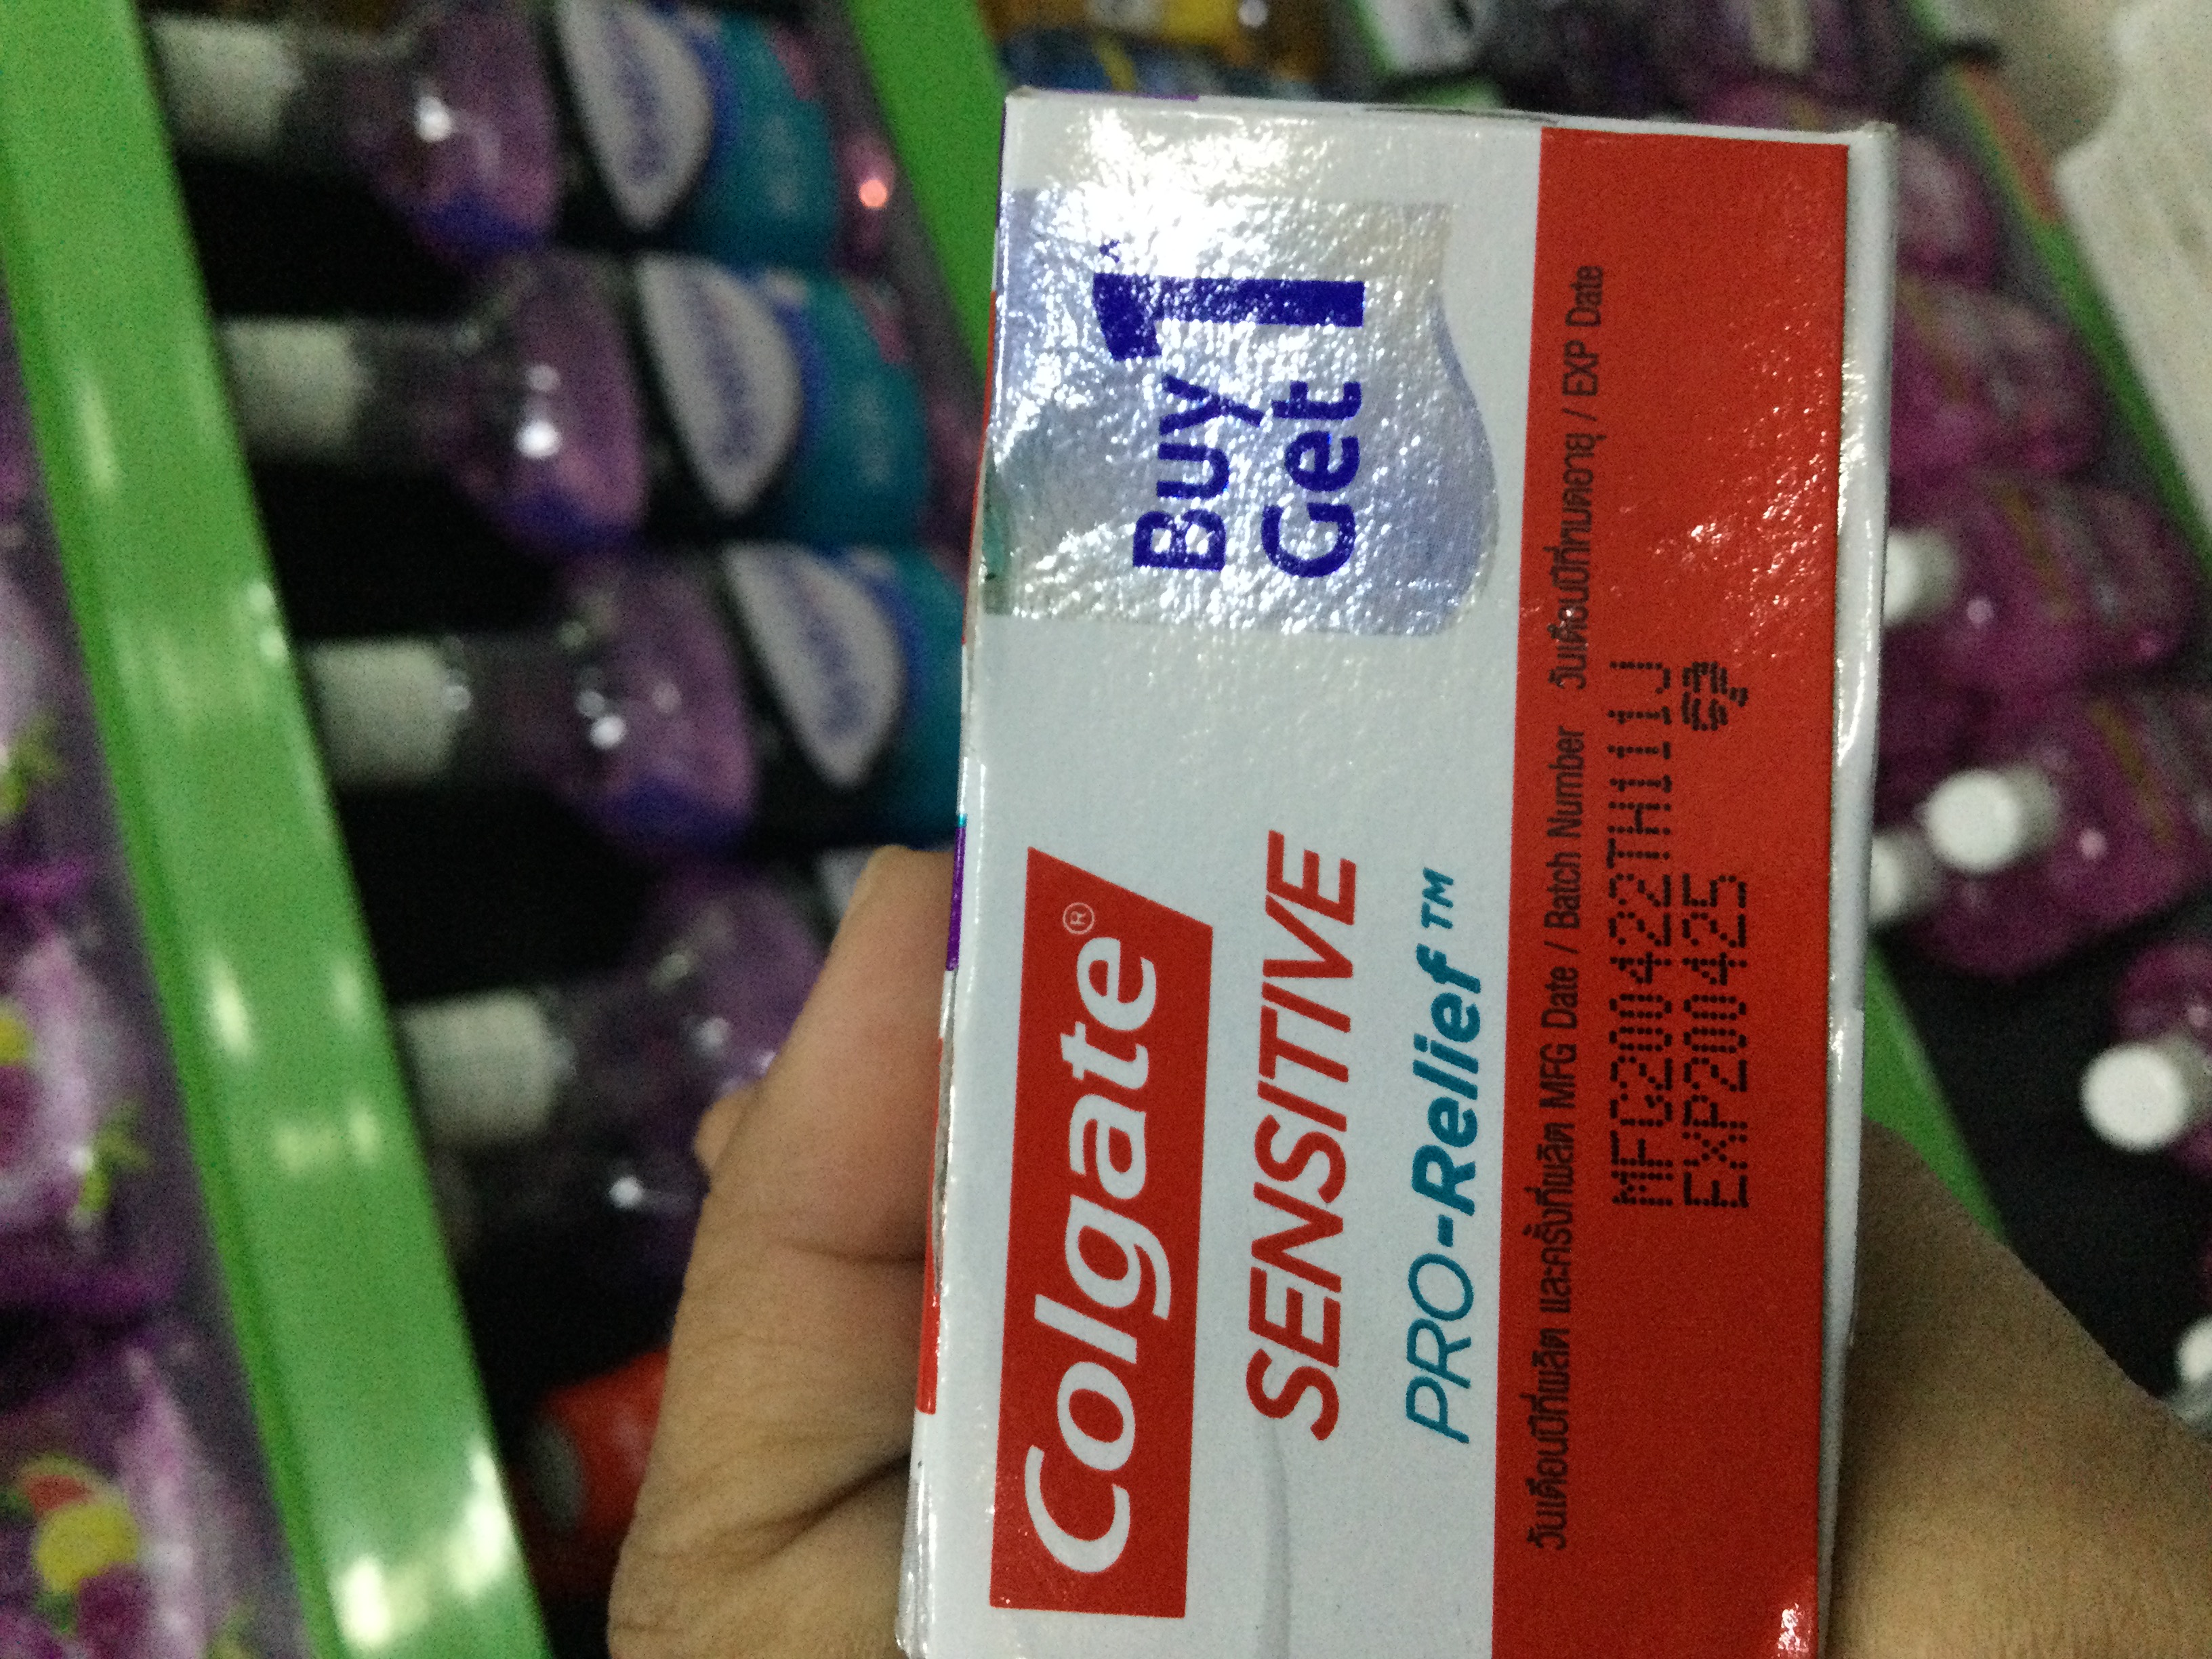 Colgate®
SENSITIVE
PRO-Relief™
Buy 1
Get 1
วันเดือนปีที่ผลิต และครั้งที่ผลิต MFG Date / Batch Number วันเดือนปีที่หมดอายุ / EXP Date
MFG200422TH111J
EXP200425